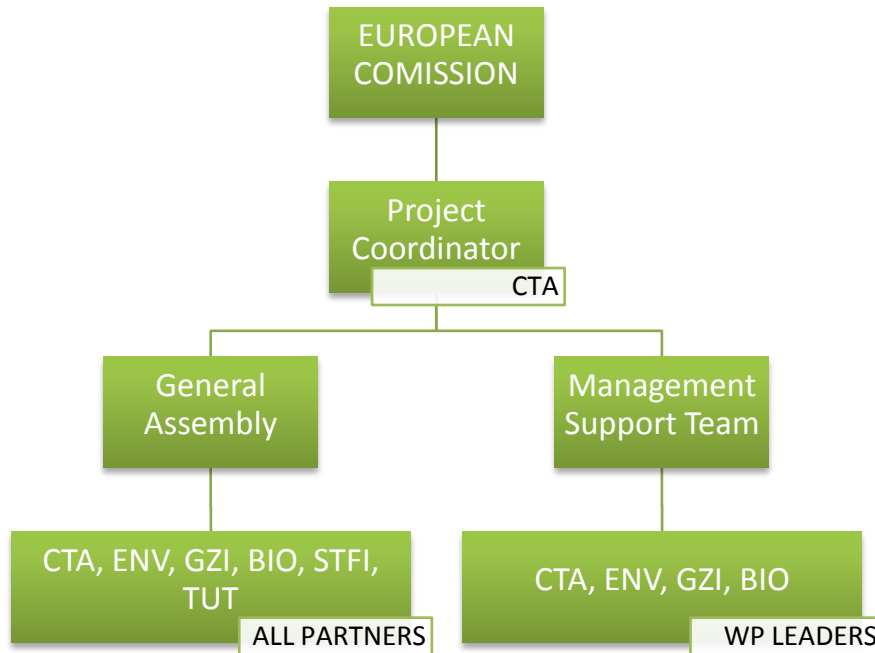 EUROPEAN
COMISSION
Project
Coordinator
CTA
General
Assembly
Management
Support Team
CTA, ENV, GZI, BIO, STFI,
TUT
ALL PARTNERS
CTA, ENV, GZI, BIO
WP LEADERS